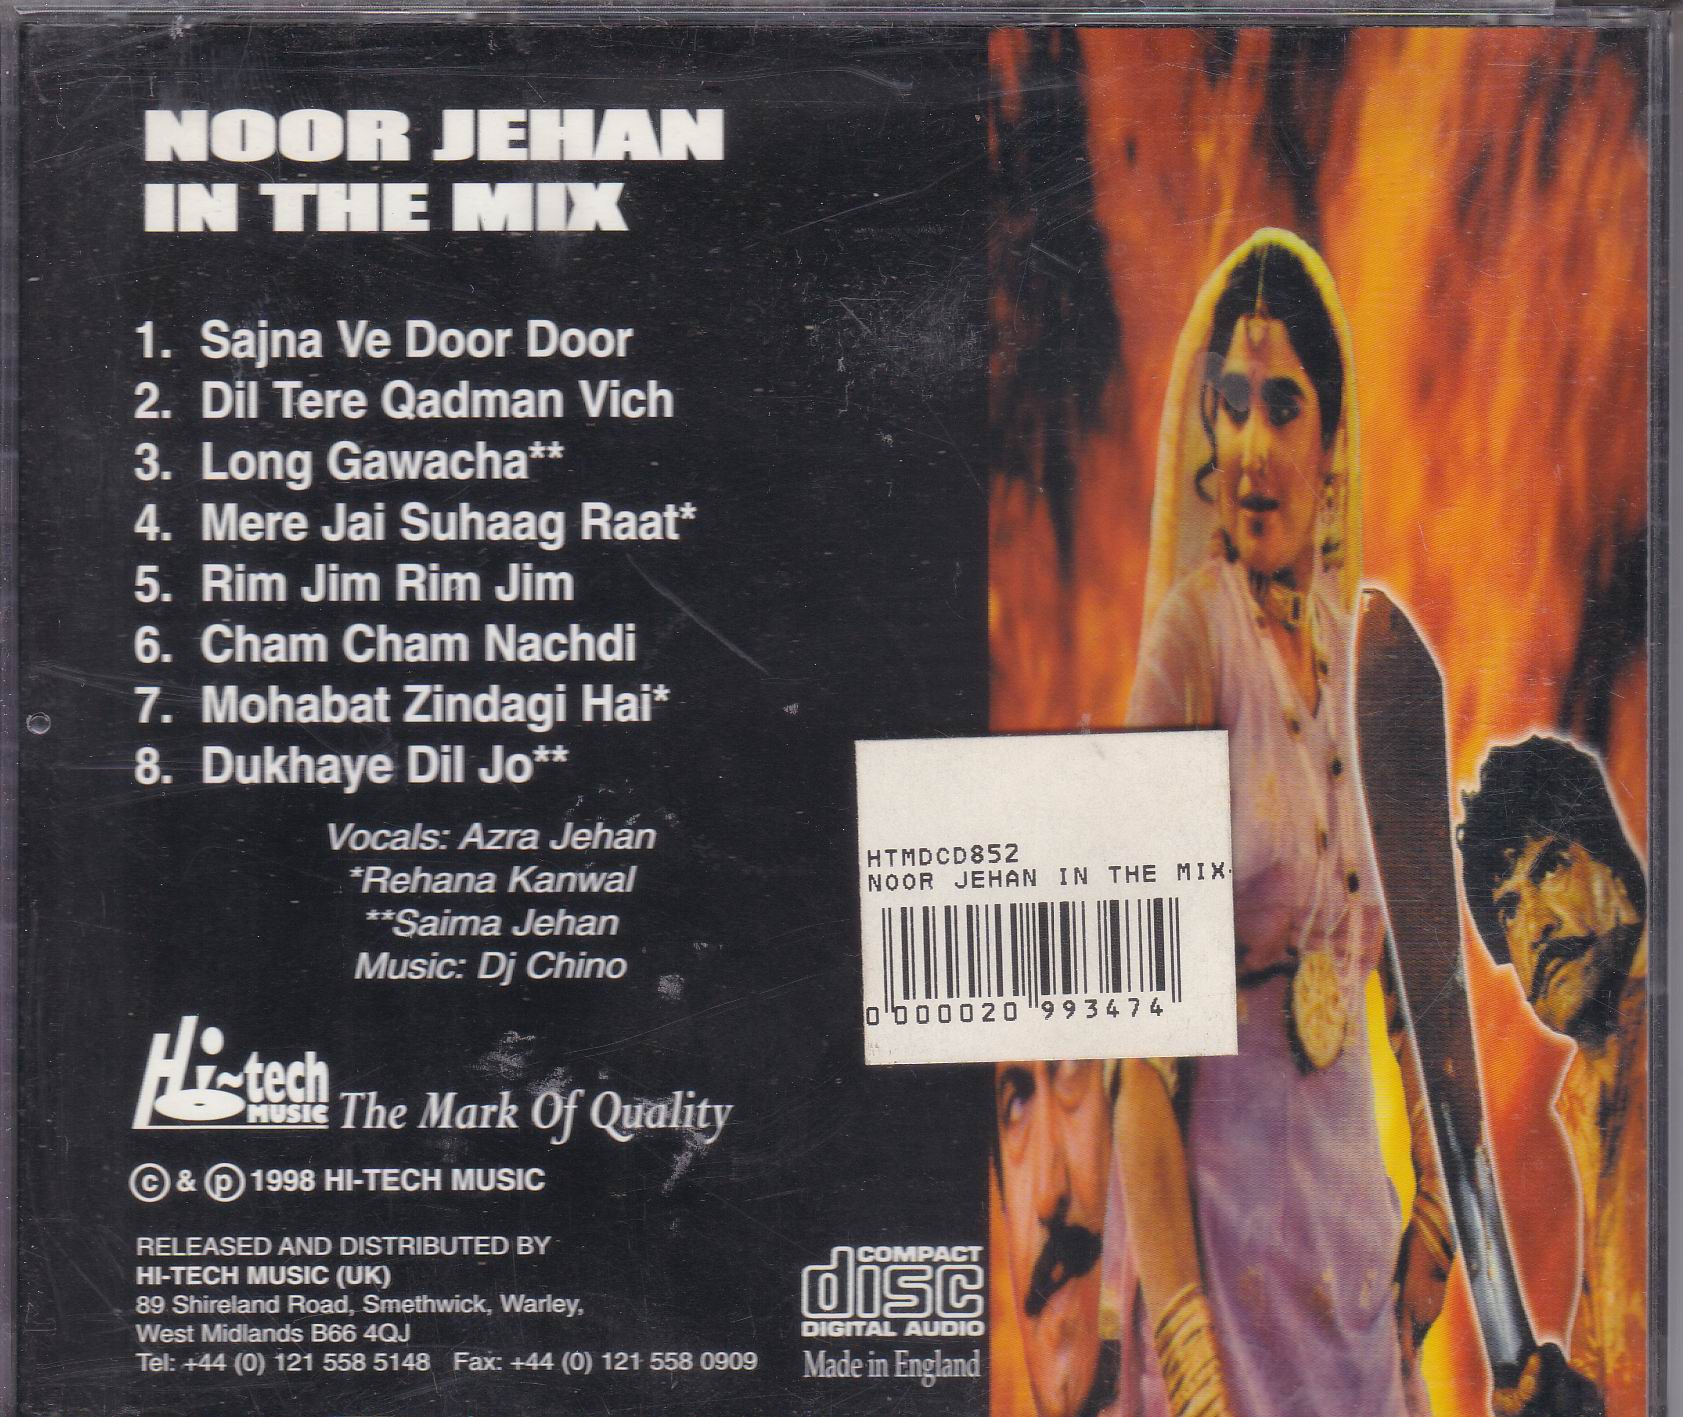 NOOR JEHAN
IN THE MIX
1. Sajna Ve Door Door
2. Dil Tere Qadman Vich
3. Long Gawacha**
4. Mere Jai Suhaag Raat*
5. Rim Jim Rim Jim
6. Cham Cham Nachdi
7. Mohabat Zindagi Hai*
8. Dukhaye Dil Jo**
Vocals: Azra Jehan
*Rehana Kanwal
**Saima Jehan
Music: Dj Chino
HTMDCD852
NOOR JEHAN IN THE MIX
0 000020 993474
Hi-tech
MUSIC
The Mark Of Quality
© & ℗ 1998 HI-TECH MUSIC
RELEASED AND DISTRIBUTED BY
HI-TECH MUSIC (UK)
89 Shireland Road, Smethwick, Warley,
West Midlands B66 4QJ
Tel: +44 (0) 121 558 5148 Fax: +44 (0) 121 558 0909
COMPACT
disc
DIGITAL AUDIO
Made in England